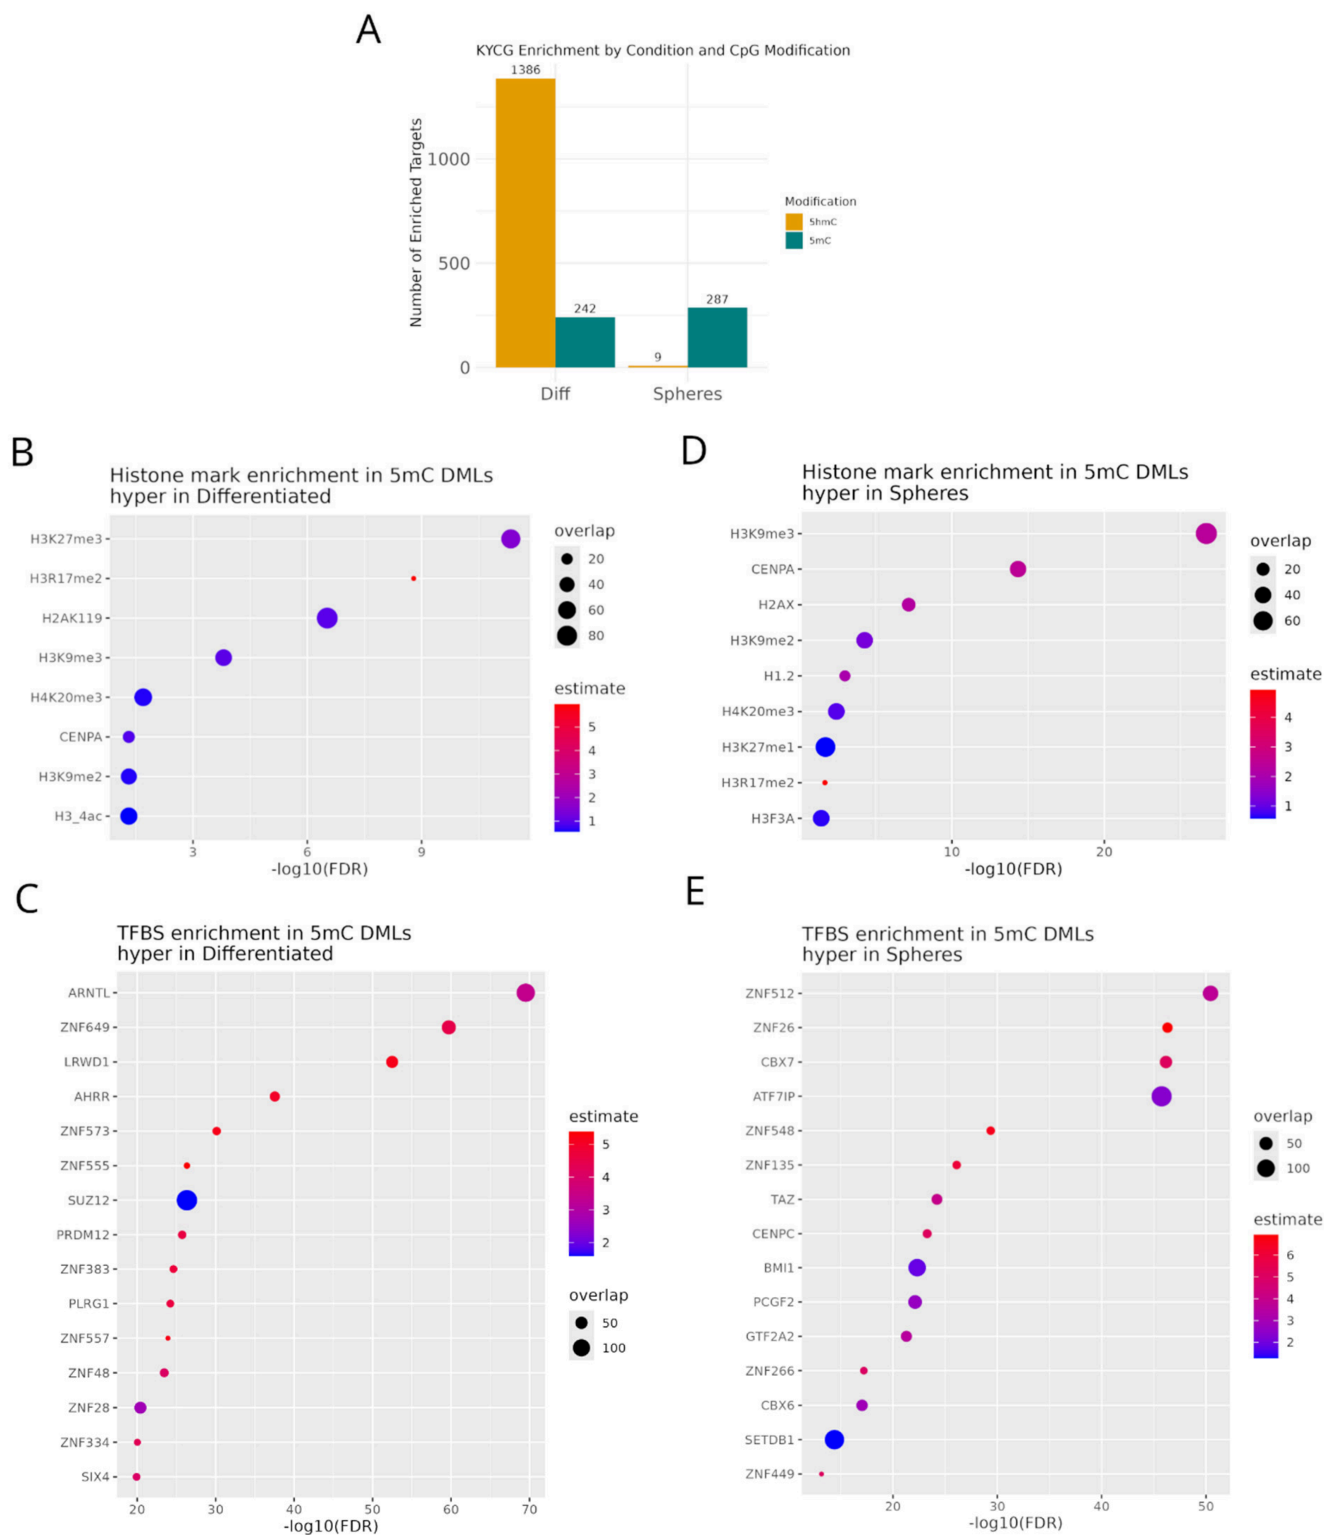 A
KYCG Enrichment by Condition and CpG Modification
1386
242
9
287
Number of Enriched Targets
1000
500
0
Diff
Spheres
Modification
5hmC
5mC
B
Histone mark enrichment in 5mC DMLs
hyper in Differentiated
H3K27me3
H3R17me2
H2AK119
H3K9me3
H4K20me3
CENPA
H3K9me2
H3_4ac
3
6
9
-log10(FDR)
overlap
20
40
60
80
estimate
5
4
3
2
1
D
Histone mark enrichment in 5mC DMLs
hyper in Spheres
H3K9me3
CENPA
H2AX
H3K9me2
H1.2
H4K20me3
H3K27me1
H3R17me2
H3F3A
10
20
-log10(FDR)
overlap
20
40
60
estimate
4
3
2
1
C
TFBS enrichment in 5mC DMLs
hyper in Differentiated
ARNTL
ZNF649
LRWD1
AHRR
ZNF573
ZNF555
SUZ12
PRDM12
ZNF383
PLRG1
ZNF557
ZNF48
ZNF28
ZNF334
SIX4
20
30
40
50
60
70
-log10(FDR)
estimate
5
4
3
2
overlap
50
100
E
TFBS enrichment in 5mC DMLs
hyper in Spheres
ZNF512
ZNF26
CBX7
ATF7IP
ZNF548
ZNF135
TAZ
CENPC
BMI1
PCGF2
GTF2A2
ZNF266
CBX6
SETDB1
ZNF449
20
30
40
50
-log10(FDR)
overlap
50
100
estimate
6
5
4
3
2